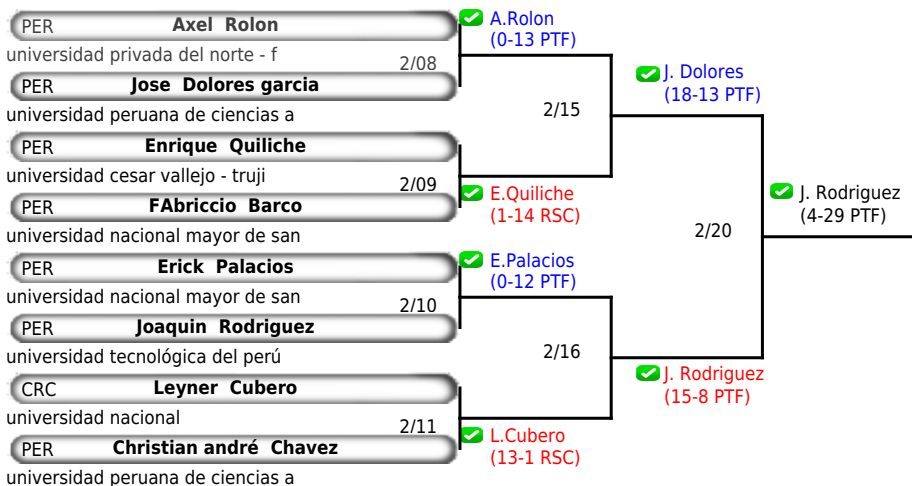 PER Axel Rolon
universidad privada del norte - f
2/08
PER Jose Dolores garcia
universidad peruana de ciencias a
PER Enrique Quiliche
universidad cesar vallejo - truji
2/09
PER FAbriccio Barco
universidad nacional mayor de san
PER Erick Palacios
universidad nacional mayor de san
2/10
PER Joaquin Rodriguez
universidad tecnológica del perú
CRC Leyner Cubero
universidad nacional
2/11
PER Christian andré Chavez
universidad peruana de ciencias a
A.Rolon
(0-13 PTF)
2/15
E.Quiliche
(1-14 RSC)
E.Palacios
(0-12 PTF)
2/16
L.Cubero
(13-1 RSC)
J. Dolores
(18-13 PTF)
2/20
J. Rodriguez
(15-8 PTF)
J. Rodriguez
(4-29 PTF)